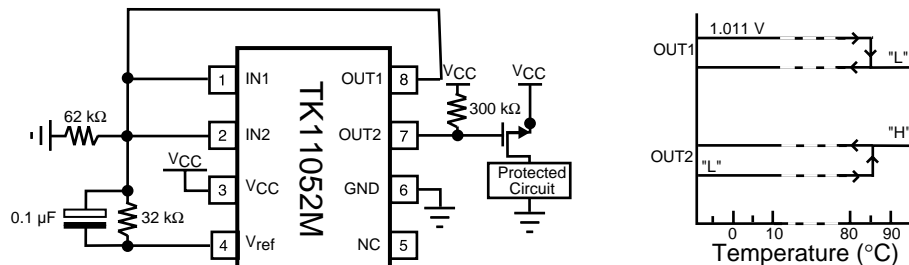 TK11052M
1
IN1
2
IN2
3
VCC
4
Vref
OUT1
8
OUT2
7
GND
6
NC
5
62 kΩ
VCC
0.1 µF
32 kΩ
VCC
300 kΩ
VCC
Protected
Circuit
OUT1
1.011 V
"L"
OUT2
"H"
"L"
0
10
80
90
Temperature (°C)